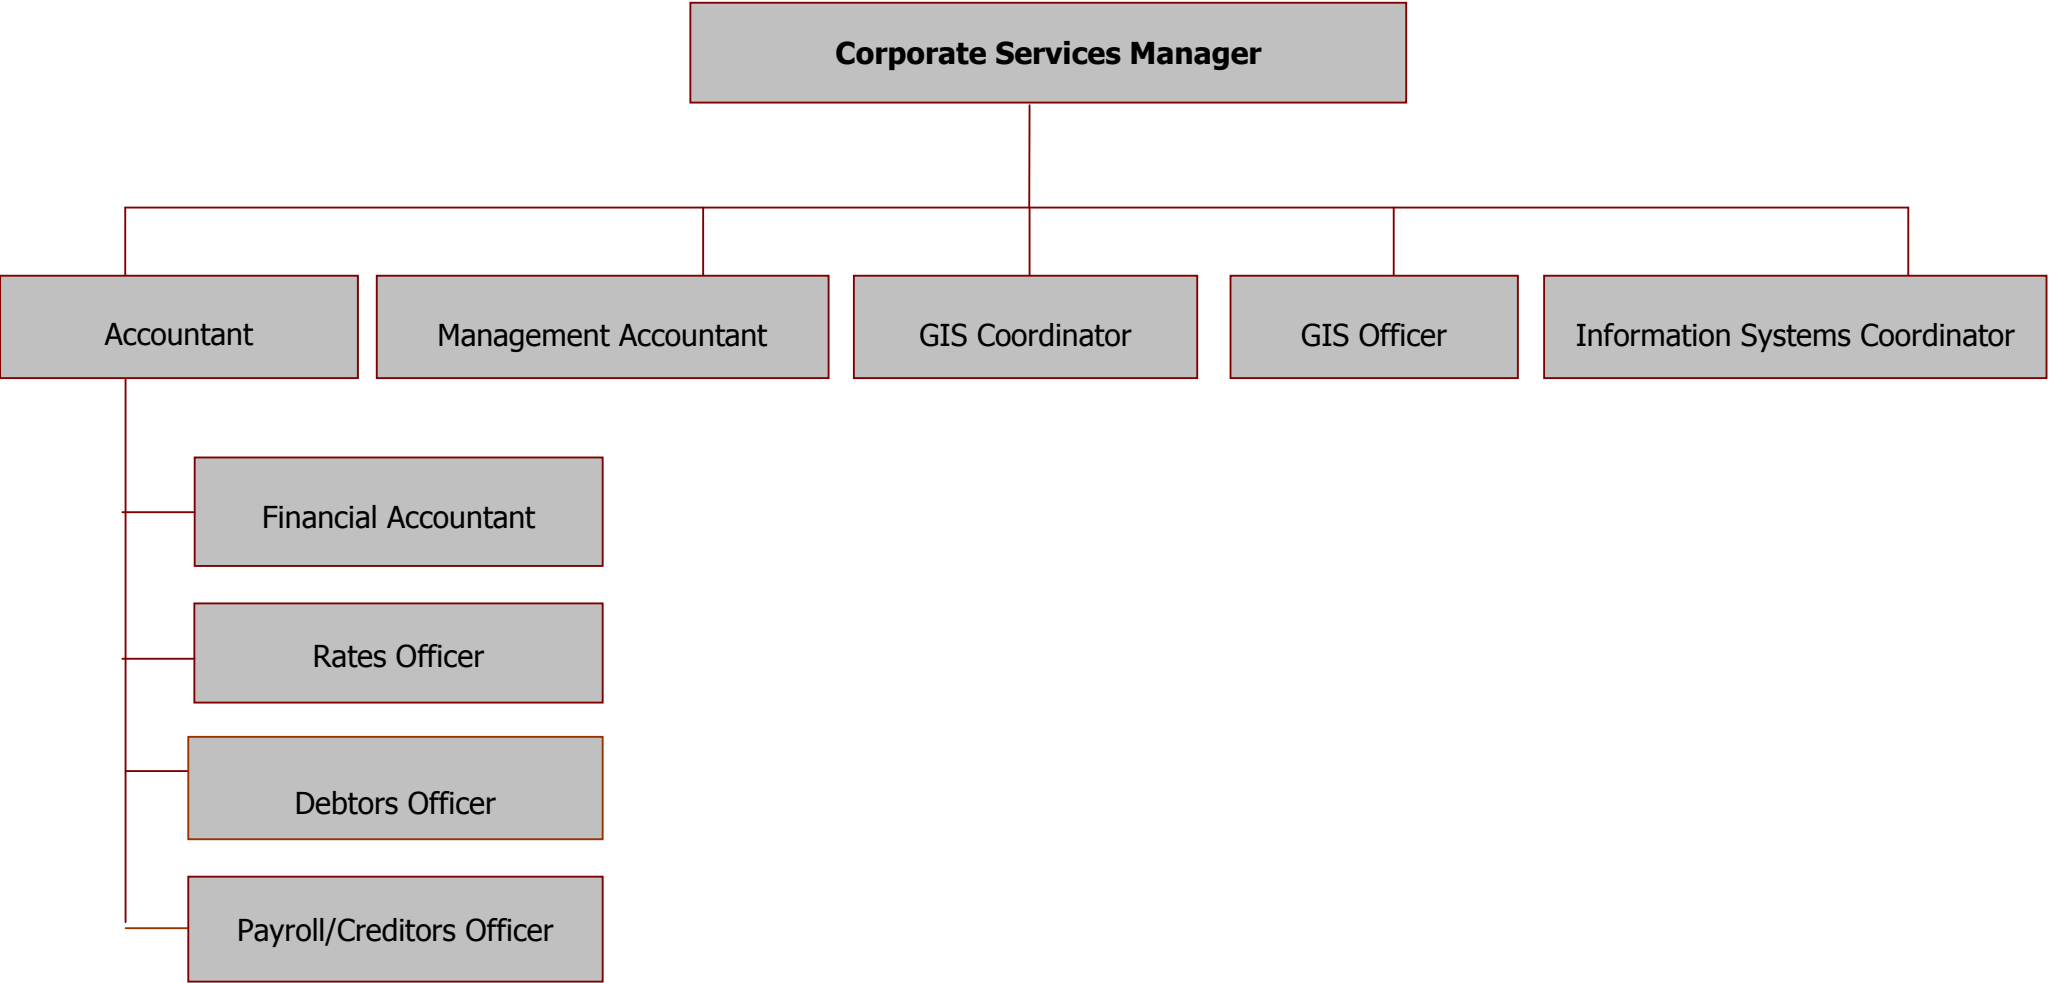 Corporate Services Manager
Accountant
Management Accountant
GIS Coordinator
GIS Officer
Information Systems Coordinator
Financial Accountant
Rates Officer
Debtors Officer
Payroll/Creditors Officer